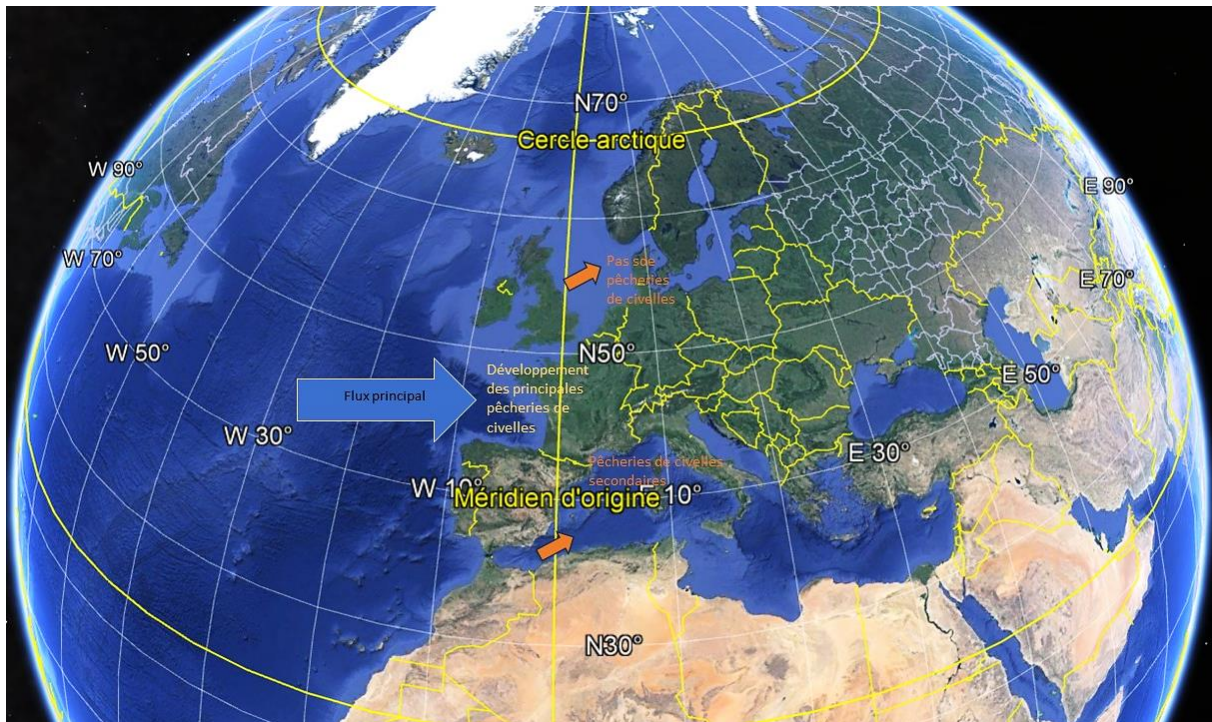 N70°
Cercle arctique
W 90°
E 90°
W 70°
Pas sde
pêcheries
de civelles
E 70°
W 50°
N50°
Développement
des principales
pêcheries de
civelles
Flux principal
E 50°
W 30°
E 30°
Pêcheries de civelles
secondaires
W 10°
E 10°
Méridien d'origine
N30°